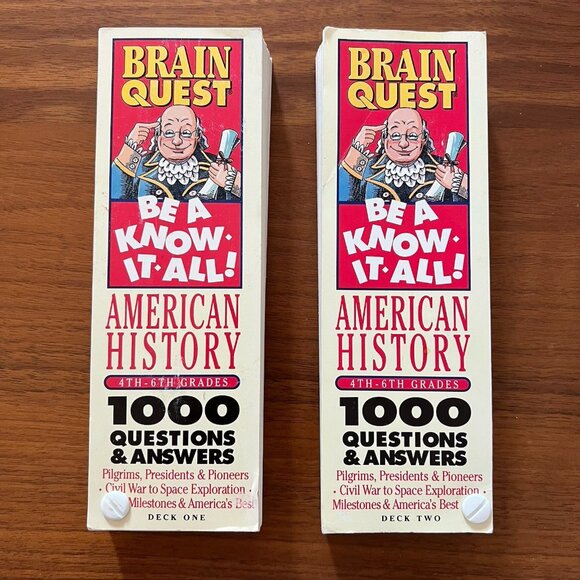 BRAIN
QUEST
BE A
KNOW·
IT·ALL!
AMERICAN
HISTORY
4TH-6TH GRADES
1000
QUESTIONS
& ANSWERS
Pilgrims, Presidents & Pioneers
· Civil War to Space Exploration ·
Milestones & America's Best
DECK ONE
BRAIN
QUEST
BE A
KNOW·
IT·ALL!
AMERICAN
HISTORY
4TH-6TH GRADES
1000
QUESTIONS
& ANSWERS
Pilgrims, Presidents & Pioneers
· Civil War to Space Exploration ·
Milestones & America's Best
DECK TWO